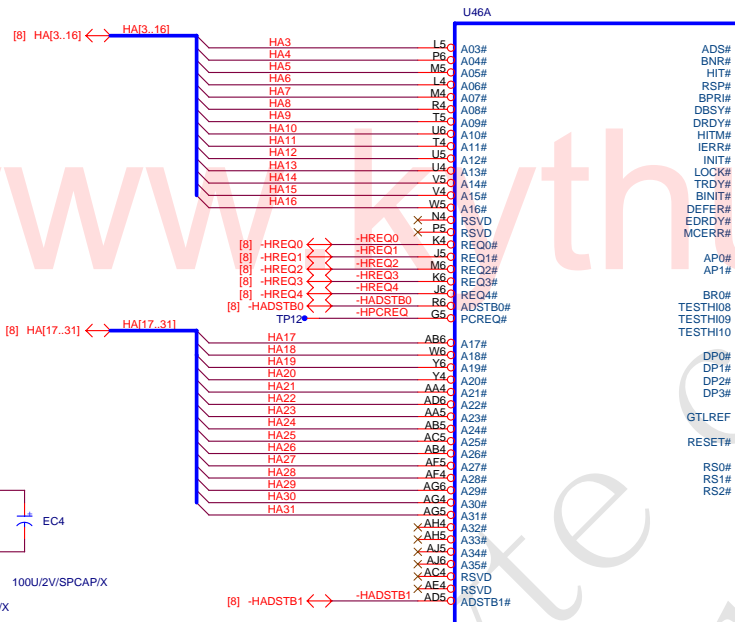 U46A
[8] HA[3..16] HA[3..16]
HA3 L5 A03# ADS#
HA4 P6 A04# BNR#
HA5 M5 A05# HIT#
HA6 L4 A06# RSP#
HA7 M4 A07# BPRI#
HA8 R4 A08# DBSY#
HA9 T5 A09# DRDY#
HA10 U6 A10# HITM#
HA11 T4 A11# IERR#
HA12 U5 A12# INIT#
HA13 U4 A13# LOCK#
HA14 V5 A14# TRDY#
HA15 V4 A15# BINIT#
HA16 W5 A16# DEFER#
N4 RSVD EDRDY#
P5 RSVD MCERR#
[8] -HREQ0 -HREQ0 K4 REQ0#
[8] -HREQ1 -HREQ1 J5 REQ1# AP0#
[8] -HREQ2 -HREQ2 M6 REQ2# AP1#
[8] -HREQ3 -HREQ3 K6 REQ3#
[8] -HREQ4 -HREQ4 J6 REQ4# BR0#
[8] -HADSTB0 -HADSTB0 R6 ADSTB0# TESTHI08
TP12 -HPCREQ G5 PCREQ# TESTHI09
[8] HA[17..31] HA[17..31] TESTHI10
HA17 AB6 A17#
HA18 W6 A18# DP0#
HA19 Y6 A19# DP1#
HA20 Y4 A20# DP2#
HA21 AA4 A21# DP3#
HA22 AD6 A22#
HA23 AA5 A23# GTLREF
HA24 AB5 A24#
HA25 AC5 A25# RESET#
HA26 AB4 A26#
HA27 AF5 A27# RS0#
HA28 AF4 A28# RS1#
HA29 AG6 A29# RS2#
HA30 AG4 A30#
HA31 AG5 A31#
EC4 AH4 A32#
AH5 A33#
AJ5 A34#
AJ6 A35#
100U/2V/SPCAP/X AC4 RSVD
AE4 RSVD
[8] -HADSTB1 -HADSTB1 AD5 ADSTB1#
/X